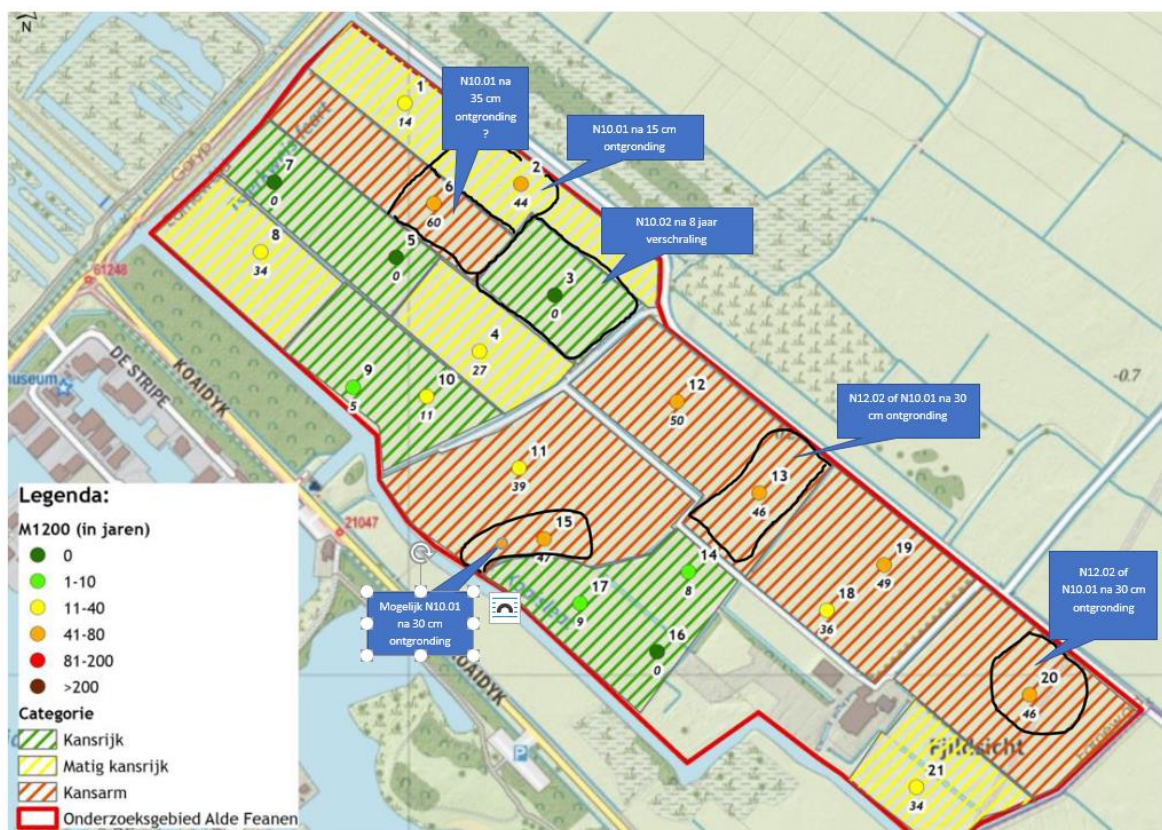 N
N10.01 na
35 cm
ontgronding
?
N10.01 na 15 cm
ontgronding
N10.02 na 8 jaar
verschraling
1
14
2
44
6
60
7
0
5
0
8
34
3
0
4
27
9
5
10
11
61248
museum
DE STRIPE
KOAIDYK
-0.7
12
50
N12.02 of N10.01 na 30
cm ontgronding
13
46
11
39
15
47
14
8
17
9
16
0
19
49
18
36
N12.02 of
N10.01 na 30 cm
ontgronding
20
46
21
34
Fjildsicht
21047
Mogelijk N10.01
na 30 cm
ontgronding
KOAIDYK
P
Legenda:
M1200 (in jaren)
0
1-10
11-40
41-80
81-200
>200
Categorie
Kansrijk
Matig kansrijk
Kansarm
Onderzoeksgebied Alde Feanen